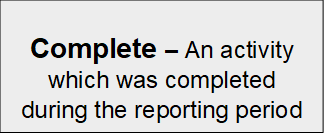 Complete – An activity
which was completed
during the reporting period